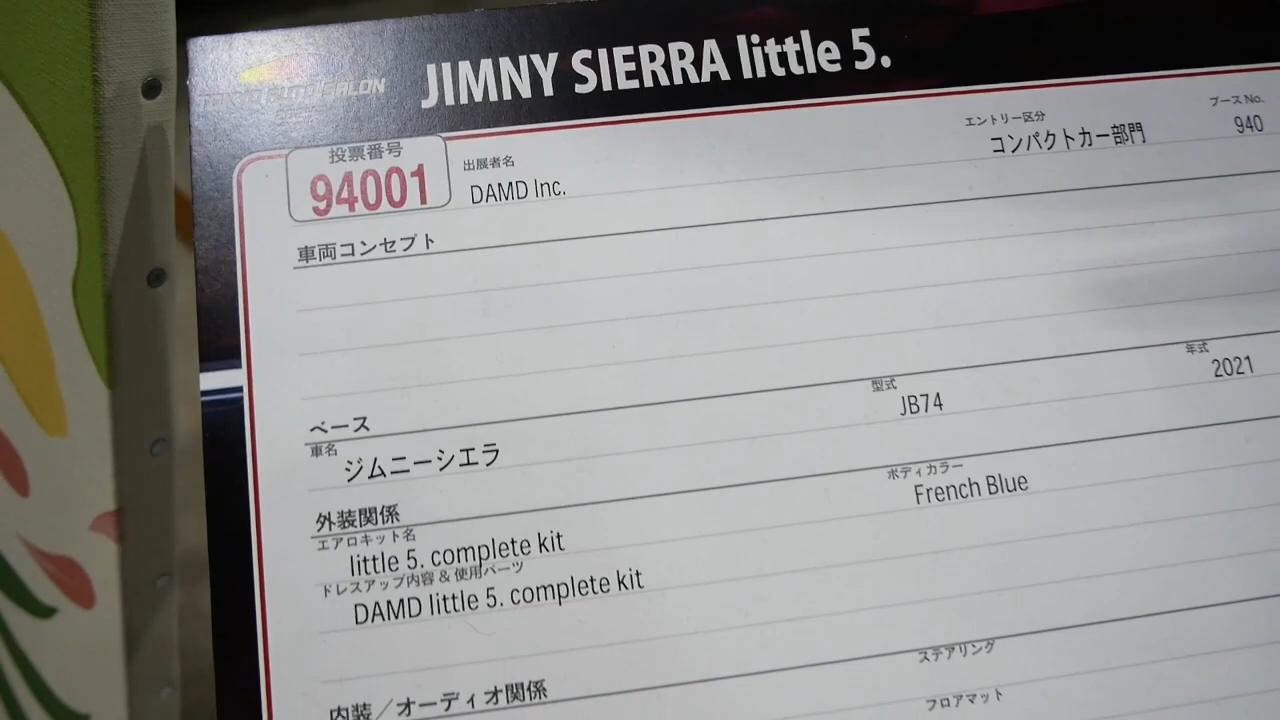 JIMNY SIERRA little 5.
TOKYO AUTO SALON
投票番号
94001
出展者名
DAMD Inc.
エントリー区分
コンパクトカー部門
ブースNo.
940
車両コンセプト
ベース
車名
ジムニーシエラ
型式
JB74
年式
2021
外装関係
エアロキット名
little 5. complete kit
ボディカラー
French Blue
ドレスアップ内容 & 使用パーツ
DAMD little 5. complete kit
内装／オーディオ関係
ステアリング
フロアマット